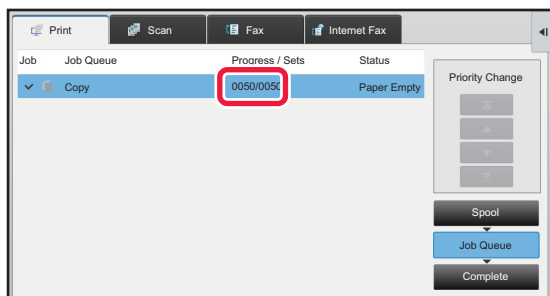 Print Scan Fax Internet Fax
Job Job Queue Progress / Sets Status
Copy 0050/0050 Paper Empty
Priority Change
Spool
Job Queue
Complete